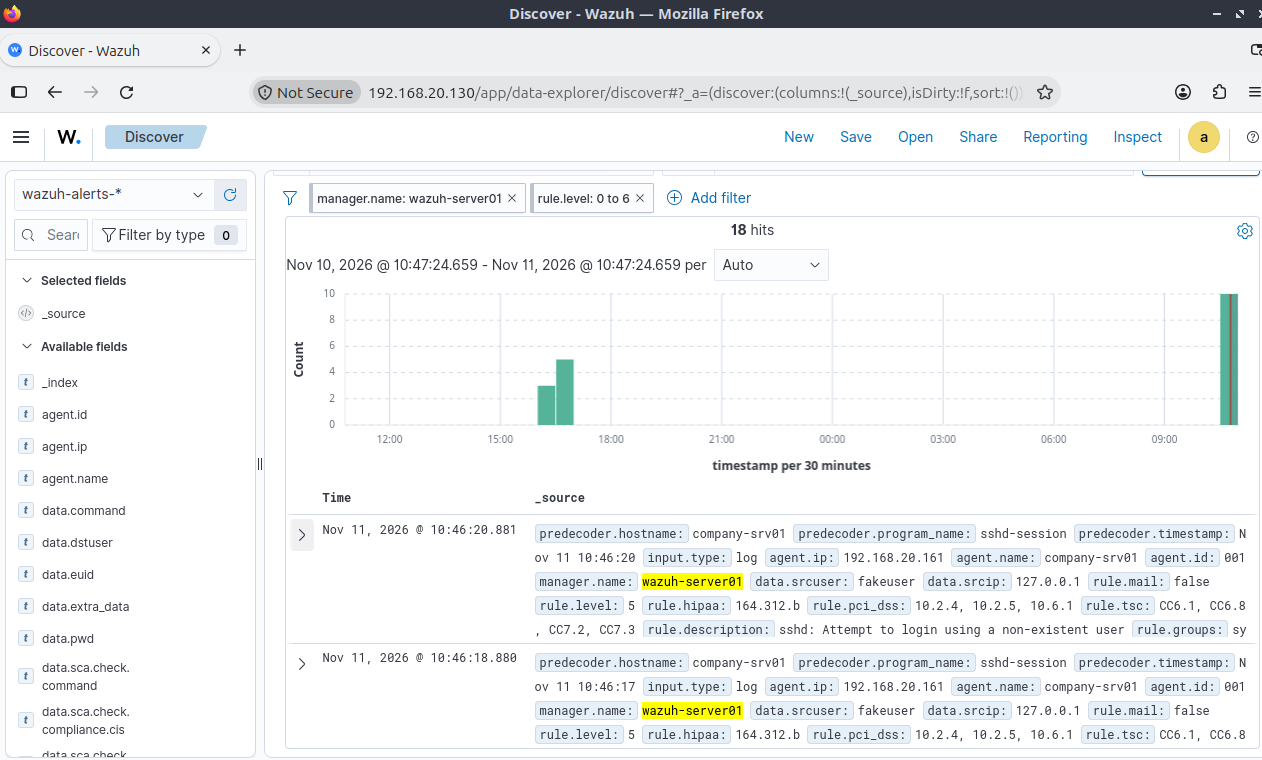 Discover - Wazuh — Mozilla Firefox
Discover - Wazuh
Not Secure 192.168.20.130/app/data-explorer/discover#?_a=(discover:(columns:!(_source),isDirty:!f,sort:!())
W. Discover New Save Open Share Reporting Inspect a
wazuh-alerts-*
manager.name: wazuh-server01 rule.level: 0 to 6 Add filter
Searc Filter by type 0
18 hits
Nov 10, 2026 @ 10:47:24.659 - Nov 11, 2026 @ 10:47:24.659 per Auto
Selected fields
_source
Available fields
_index
agent.id
agent.ip
agent.name
data.command
data.dstuser
data.euid
data.extra_data
data.pwd
data.sca.check.
command
data.sca.check.
compliance.cis
data.sca.check.
Count
10
8
6
4
2
0
12:00 15:00 18:00 21:00 00:00 03:00 06:00 09:00
timestamp per 30 minutes
Time _source
Nov 11, 2026 @ 10:46:20.881 predecoder.hostname: company-srv01 predecoder.program_name: sshd-session predecoder.timestamp: N
ov 11 10:46:20 input.type: log agent.ip: 192.168.20.161 agent.name: company-srv01 agent.id: 001
manager.name: wazuh-server01 data.srcuser: fakeuser data.srcip: 127.0.0.1 rule.mail: false
rule.level: 5 rule.hipaa: 164.312.b rule.pci_dss: 10.2.4, 10.2.5, 10.6.1 rule.tsc: CC6.1, CC6.8
, CC7.2, CC7.3 rule.description: sshd: Attempt to login using a non-existent user rule.groups: sy
Nov 11, 2026 @ 10:46:18.880 predecoder.hostname: company-srv01 predecoder.program_name: sshd-session predecoder.timestamp: N
ov 11 10:46:17 input.type: log agent.ip: 192.168.20.161 agent.name: company-srv01 agent.id: 001
manager.name: wazuh-server01 data.srcuser: fakeuser data.srcip: 127.0.0.1 rule.mail: false
rule.level: 5 rule.hipaa: 164.312.b rule.pci_dss: 10.2.4, 10.2.5, 10.6.1 rule.tsc: CC6.1, CC6.8